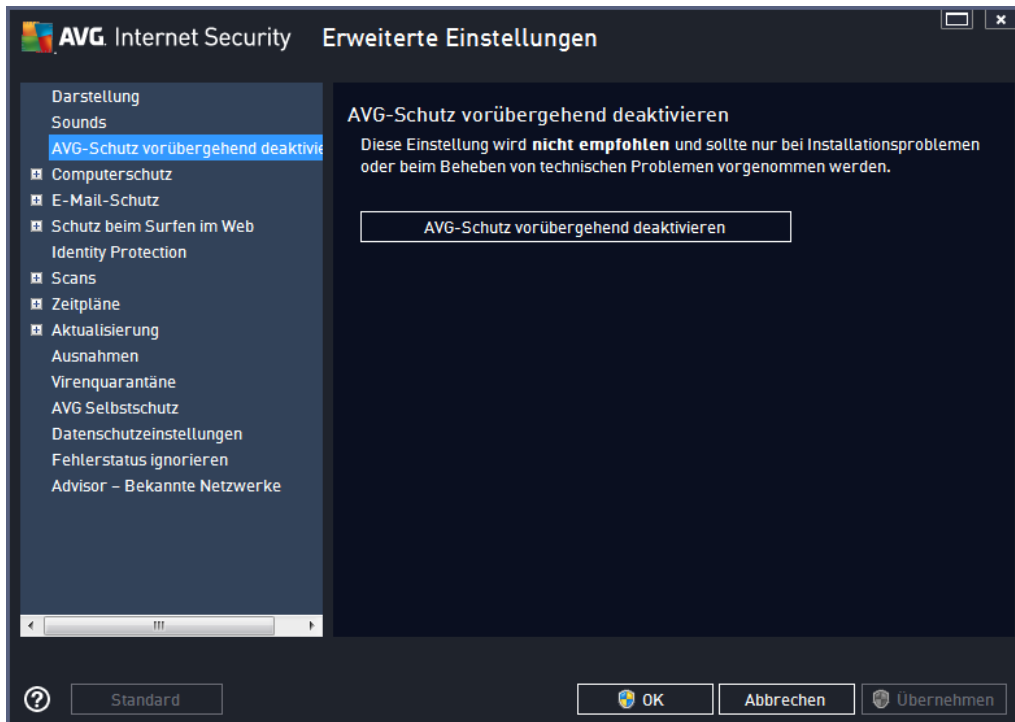 AVG. Internet Security Erweiterte Einstellungen
Darstellung
Sounds
AVG-Schutz vorübergehend deaktivie
Computerschutz
E-Mail-Schutz
Schutz beim Surfen im Web
Identity Protection
Scans
Zeitpläne
Aktualisierung
Ausnahmen
Virenquarantäne
AVG Selbstschutz
Datenschutzeinstellungen
Fehlerstatus ignorieren
Advisor – Bekannte Netzwerke
AVG-Schutz vorübergehend deaktivieren
Diese Einstellung wird nicht empfohlen und sollte nur bei Installationsproblemen
oder beim Beheben von technischen Problemen vorgenommen werden.
AVG-Schutz vorübergehend deaktivieren
Standard
OK
Abbrechen
Übernehmen